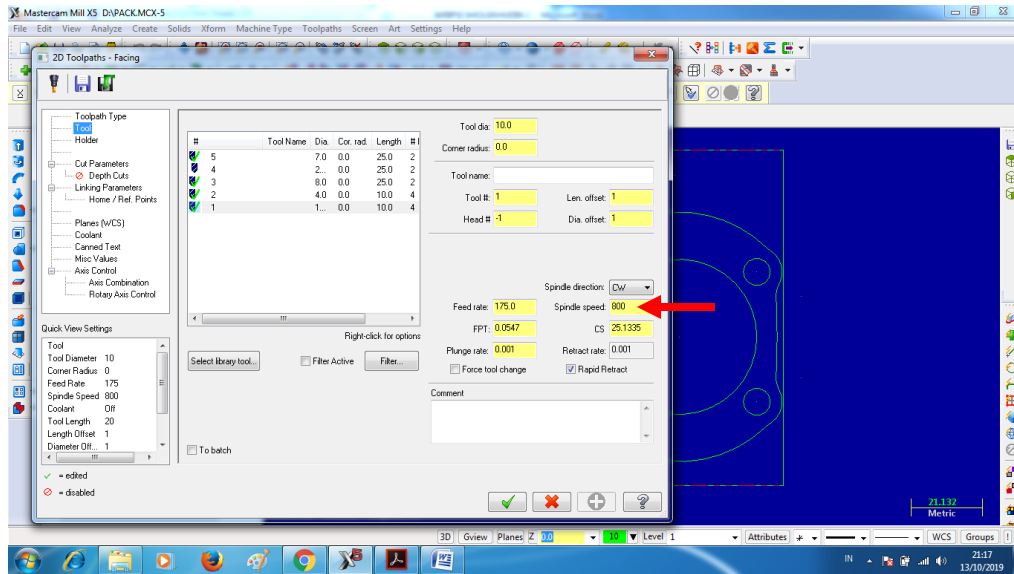 Mastercam Mill X5 D:\PACK.MCX-5
File Edit View Analyze Create Solids Xform Machine Type Toolpaths Screen Art Settings Help
2D Toolpaths - Facing
Toolpath Type
Tool
Holder
Cut Parameters
Depth Cuts
Linking Parameters
Home / Ref. Points
Planes (WCS)
Coolant
Canned Text
Misc Values
Axis Control
Axis Combination
Rotary Axis Control
# Tool Name Dia. Cor. rad. Length # l
5 7.0 0.0 25.0 2
4 2... 0.0 25.0 2
3 8.0 0.0 25.0 2
2 4.0 0.0 10.0 4
1 1... 0.0 10.0 4
Right-click for options
Select library tool...
Filter Active
Filter...
To batch
Tool dia: 10.0
Corner radius: 0.0
Tool name:
Tool #: 1 Len. offset: 1
Head # -1 Dia. offset: 1
Spindle direction: CW
Feed rate: 175.0 Spindle speed: 800
FPT: 0.0547 CS 25.1335
Plunge rate: 0.001 Retract rate: 0.001
Force tool change Rapid Retract
Comment
Quick View Settings
Tool
Tool Diameter 10
Corner Radius 0
Feed Rate 175
Spindle Speed 800
Coolant Off
Tool Length 20
Length Offset 1
Diameter Off... 1
= edited
= disabled
21.132
Metric
3D Gview Planes Z 0.0 10 Level 1 Attributes WCS Groups
IN 21:17
13/10/2019